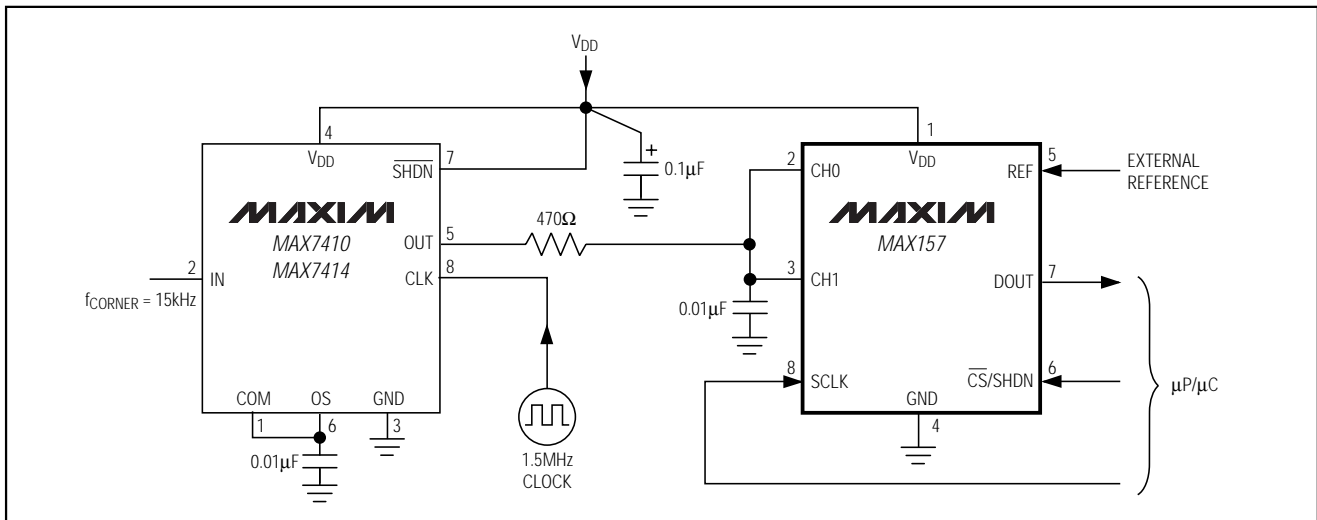 VDD
4
VDD
SHDN
7
MAXIM
MAX7410
MAX7414
OUT
5
CLK
8
2
IN
fCORNER = 15kHz
COM
OS
GND
1
6
3
0.01µF
+
0.1µF
470Ω
1.5MHz
CLOCK
0.01µF
1
VDD
2
CH0
REF
5
EXTERNAL
REFERENCE
MAXIM
MAX157
3
CH1
DOUT
7
8
SCLK
CS/SHDN
6
GND
4
µP/µC